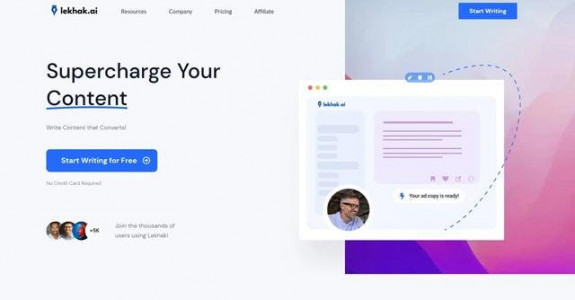 lekhak.ai
Resources
Company
Pricing
Affiliate
Start Writing
Supercharge Your
Content
Write Content that Converts!
Start Writing for Free
No Credit Card Required
+5K
Join the thousands of
users using Lekhak!
lekhak.ai
Your ad copy is ready!